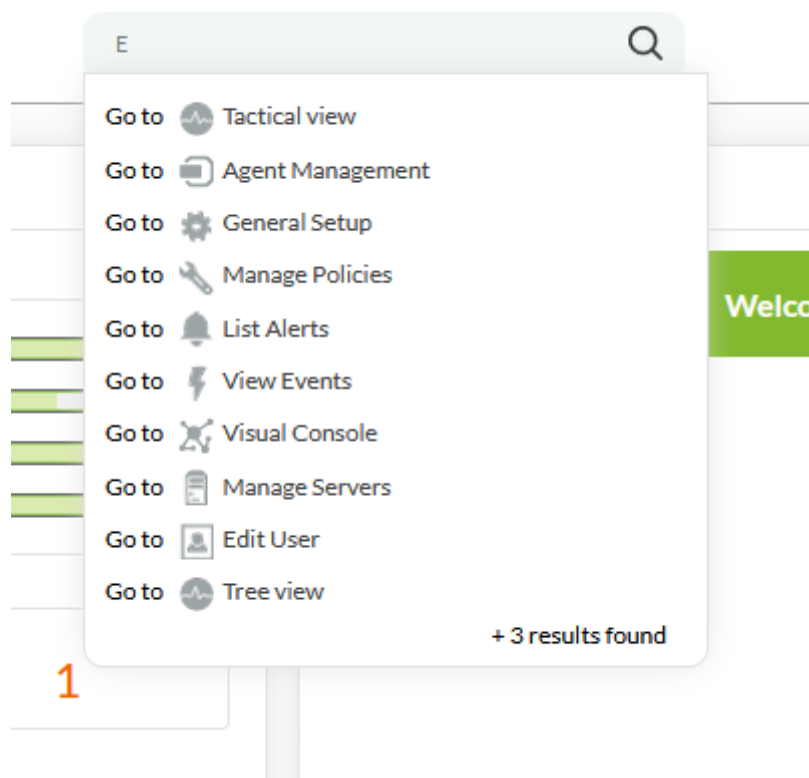 E
Go to Tactical view
Go to Agent Management
Go to General Setup
Go to Manage Policies
Go to List Alerts
Go to View Events
Go to Visual Console
Go to Manage Servers
Go to Edit User
Go to Tree view
+ 3 results found
Welco
1